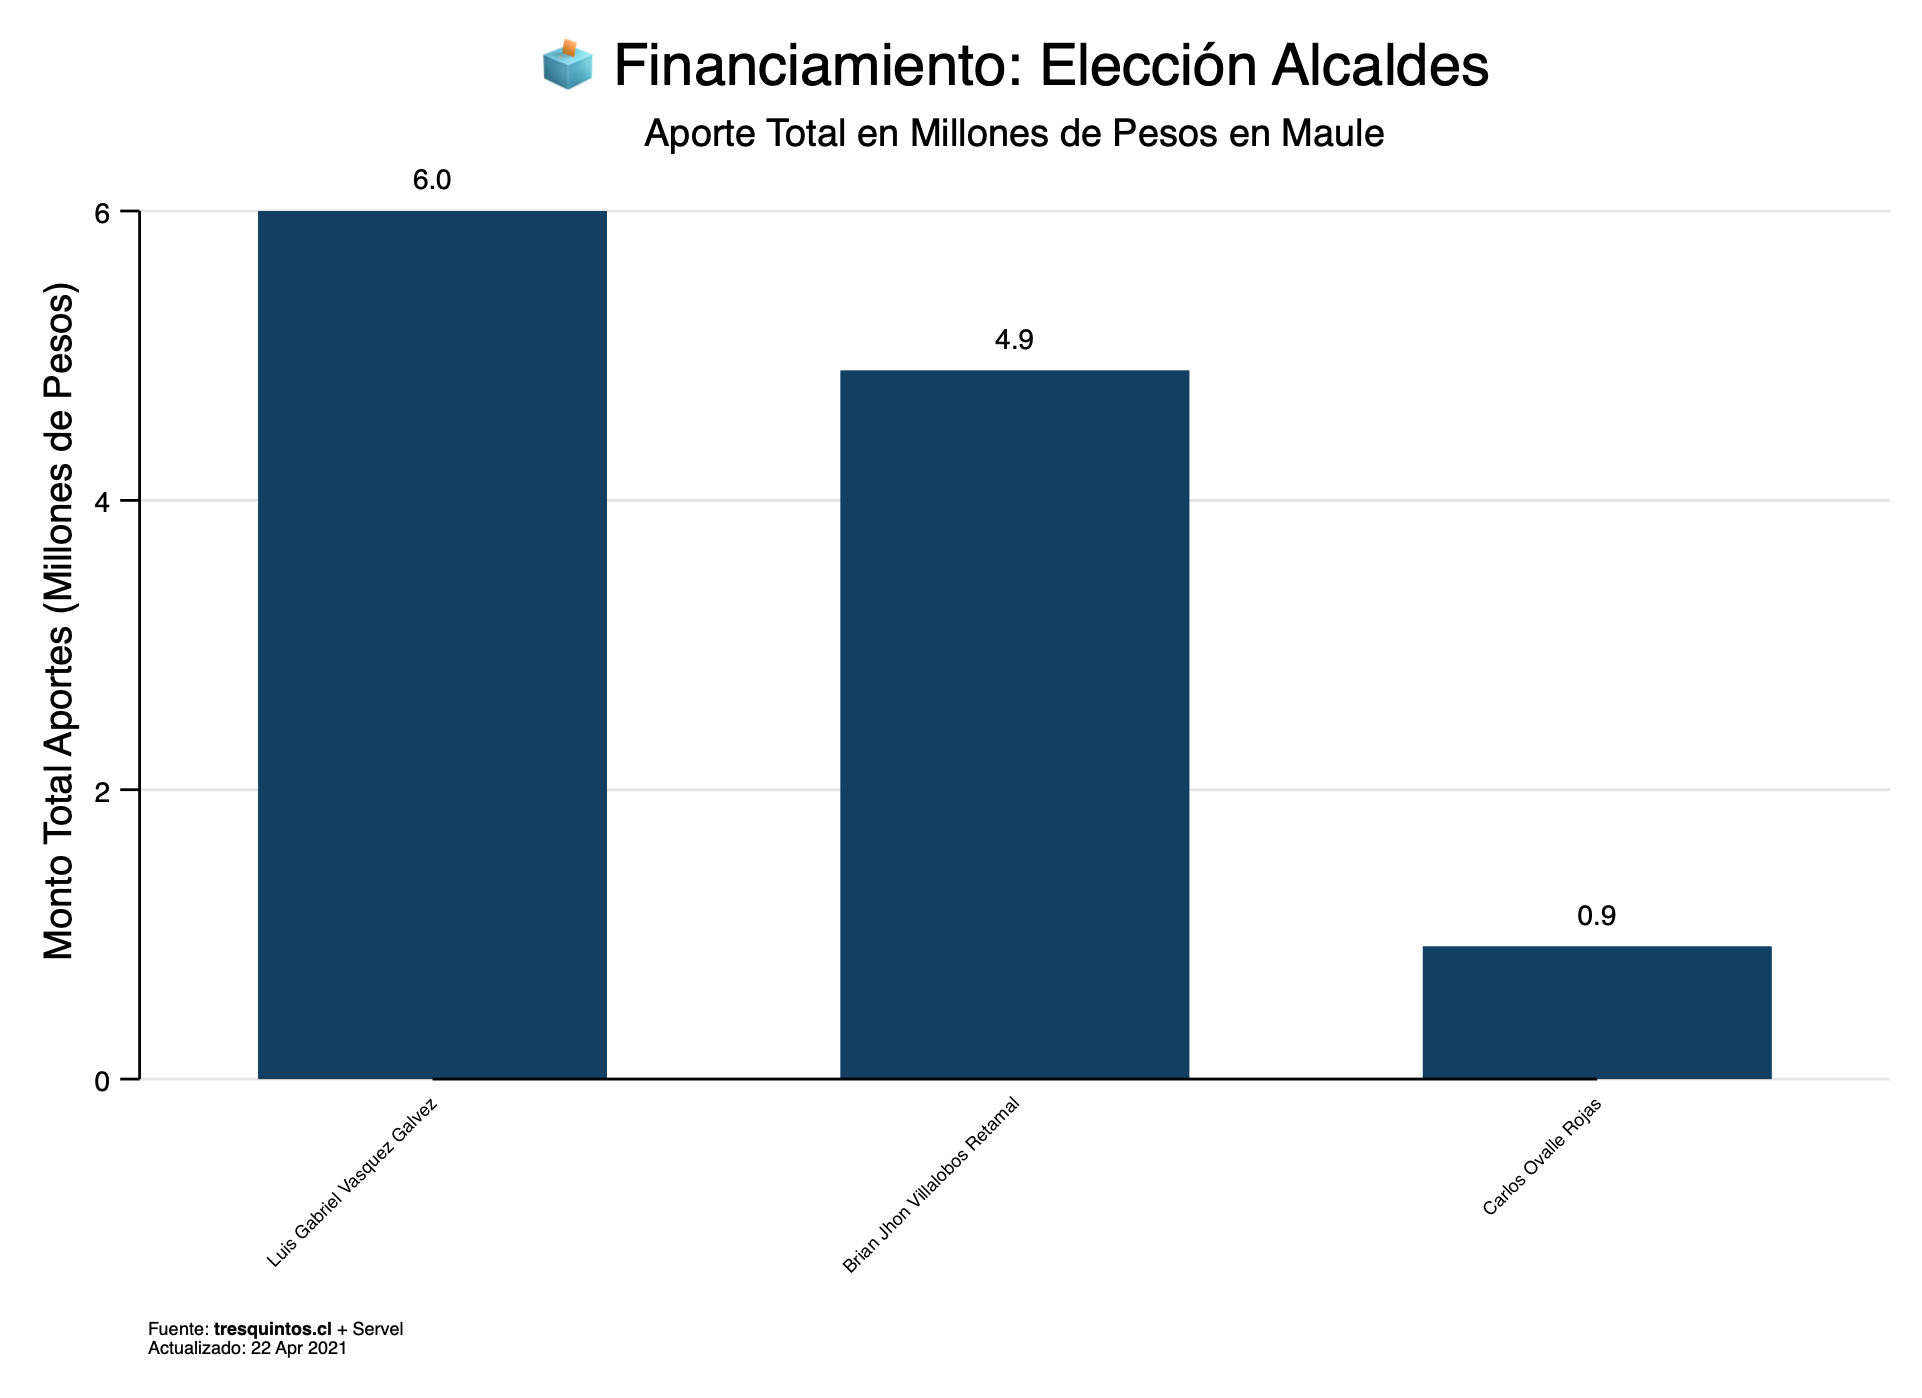 Financiamiento: Elección Alcaldes
Aporte Total en Millones de Pesos en Maule
Monto Total Aportes (Millones de Pesos)
6
4
2
0
6.0
4.9
0.9
Luis Gabriel Vasquez Galvez
Brian Jhon Villalobos Retamal
Carlos Ovalle Rojas
Fuente: tresquintos.cl + Servel
Actualizado: 22 Apr 2021